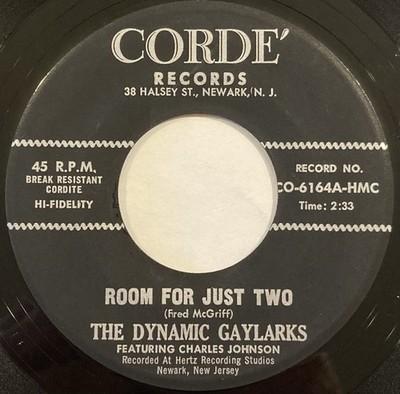 CORDE'
RECORDS
38 HALSEY ST., NEWARK, N. J.
45 R.P.M.
BREAK RESISTANT
CORDITE
HI-FIDELITY
RECORD NO.
CO-6164A-HMC
Time: 2:33
ROOM FOR JUST TWO
(Fred McGriff)
THE DYNAMIC GAYLARKS
FEATURING CHARLES JOHNSON
Recorded At Hertz Recording Studios
Newark, New Jersey